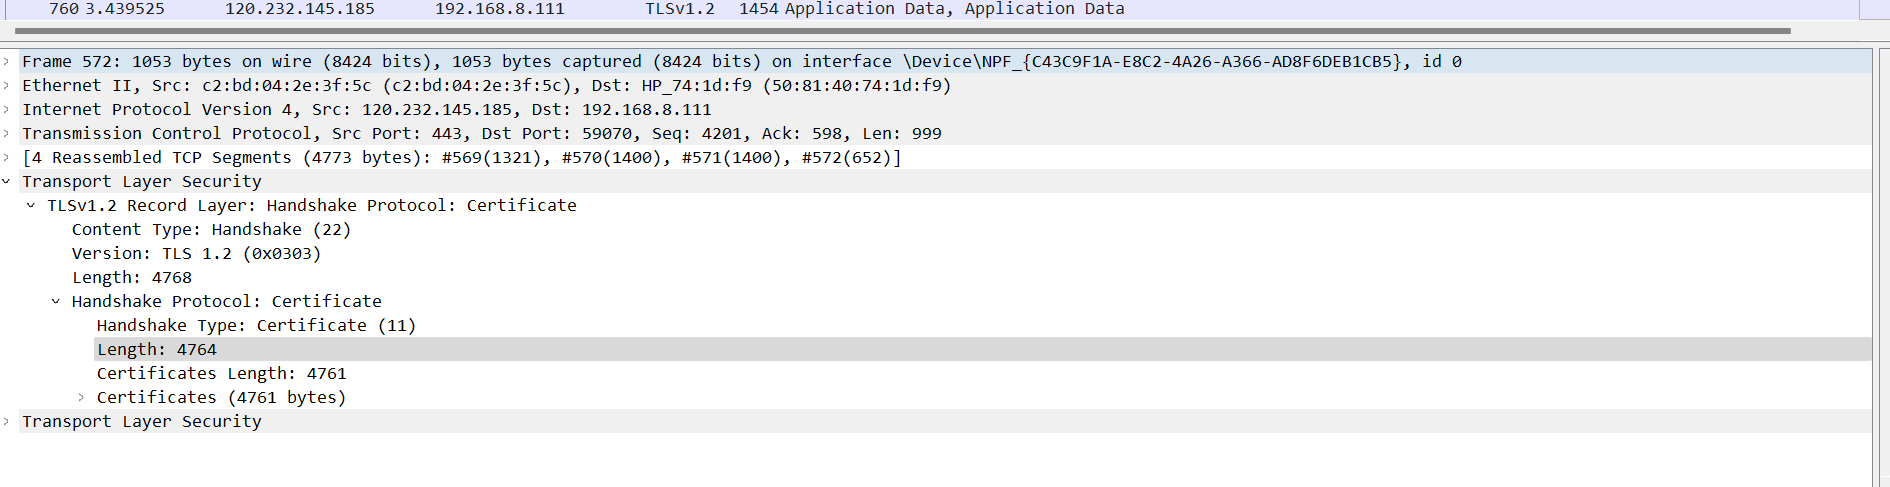 760 3.439525 120.232.145.185 192.168.8.111 TLSv1.2 1454 Application Data, Application Data
Frame 572: 1053 bytes on wire (8424 bits), 1053 bytes captured (8424 bits) on interface \Device\NPF_{C43C9F1A-E8C2-4A26-A366-AD8F6DEB1CB5}, id 0
Ethernet II, Src: c2:bd:04:2e:3f:5c (c2:bd:04:2e:3f:5c), Dst: HP_74:1d:f9 (50:81:40:74:1d:f9)
Internet Protocol Version 4, Src: 120.232.145.185, Dst: 192.168.8.111
Transmission Control Protocol, Src Port: 443, Dst Port: 59070, Seq: 4201, Ack: 598, Len: 999
[4 Reassembled TCP Segments (4773 bytes): #569(1321), #570(1400), #571(1400), #572(652)]
Transport Layer Security
TLSv1.2 Record Layer: Handshake Protocol: Certificate
Content Type: Handshake (22)
Version: TLS 1.2 (0x0303)
Length: 4768
Handshake Protocol: Certificate
Handshake Type: Certificate (11)
Length: 4764
Certificates Length: 4761
Certificates (4761 bytes)
Transport Layer Security